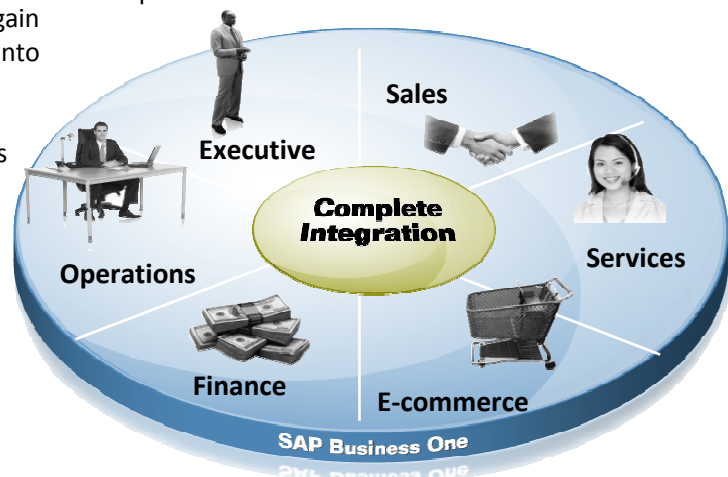 gain
nto
s
Sales
Executive
Complete
Integration
Services
Operations
Finance
E-commerce
SAP Business One